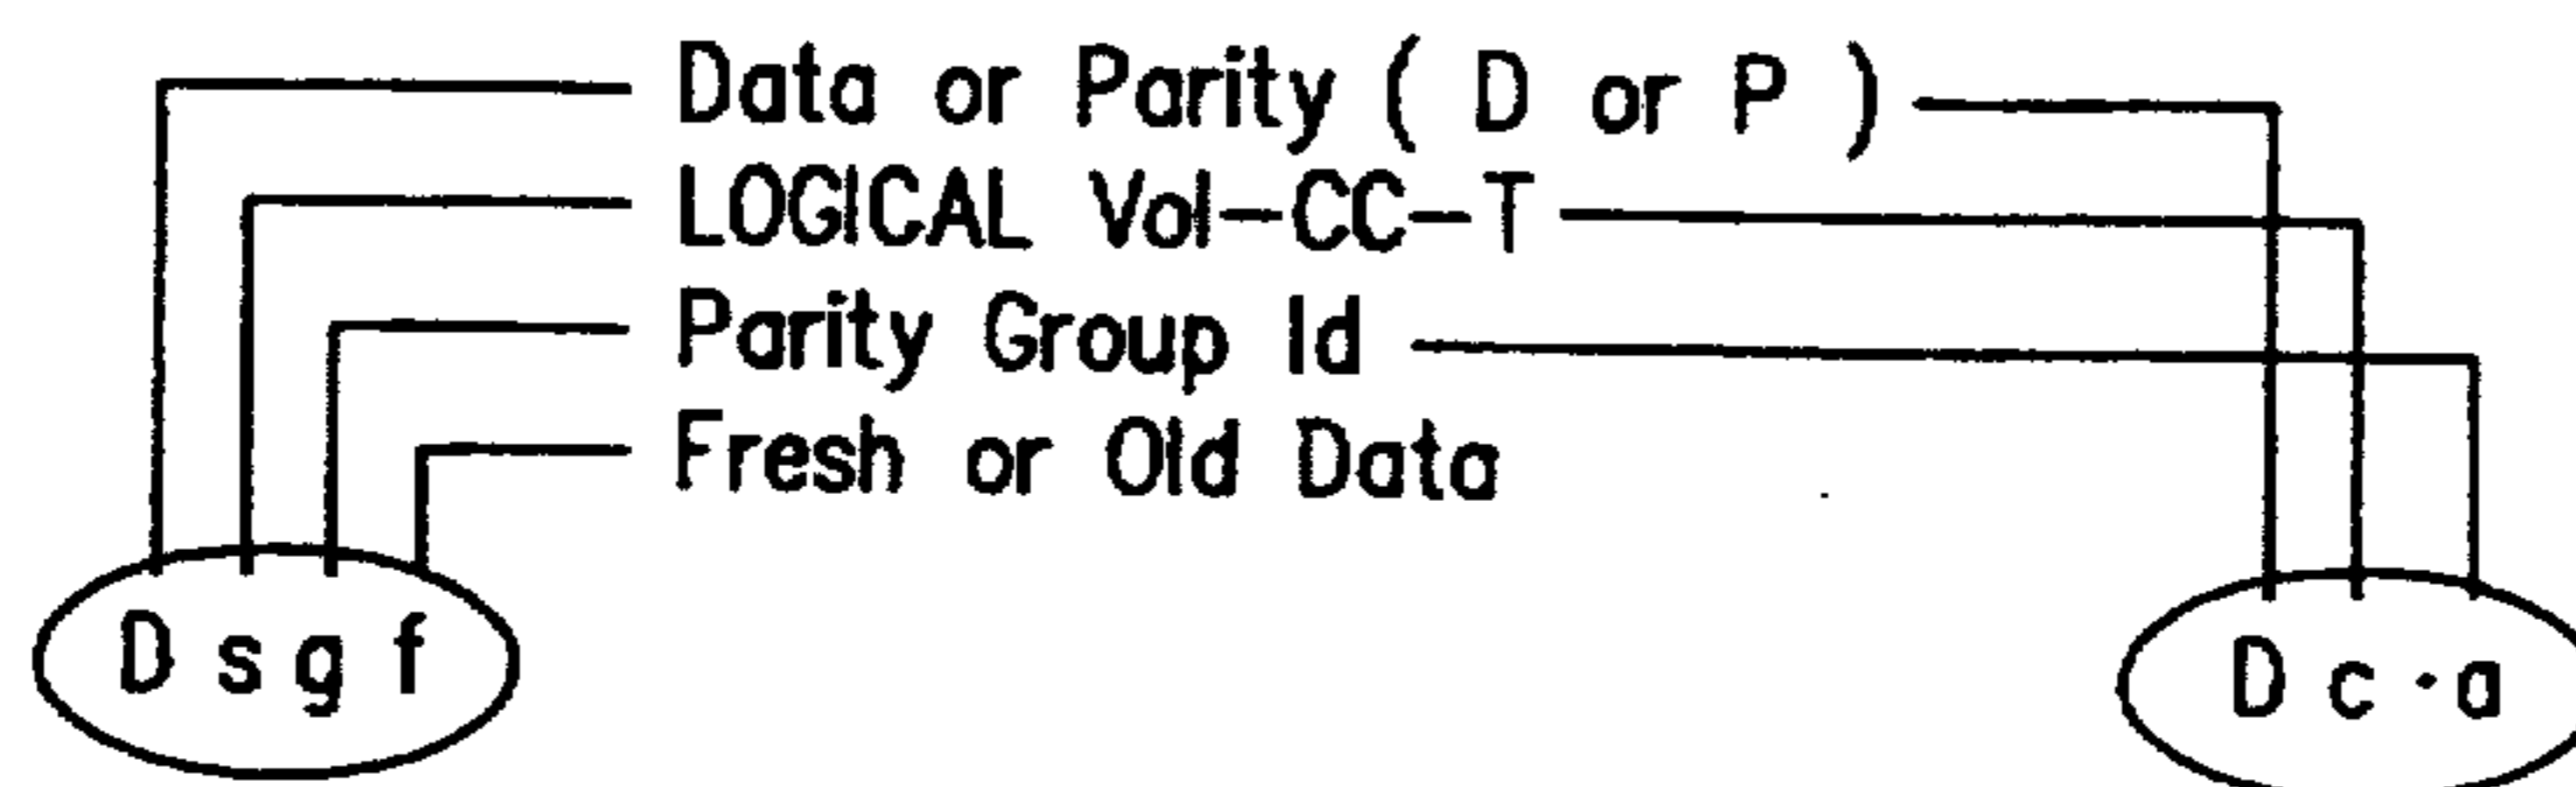 Data or Parity ( D or P )
LOGICAL Vol-CC-T
Parity Group Id
Fresh or Old Data
D s g f
D c · a